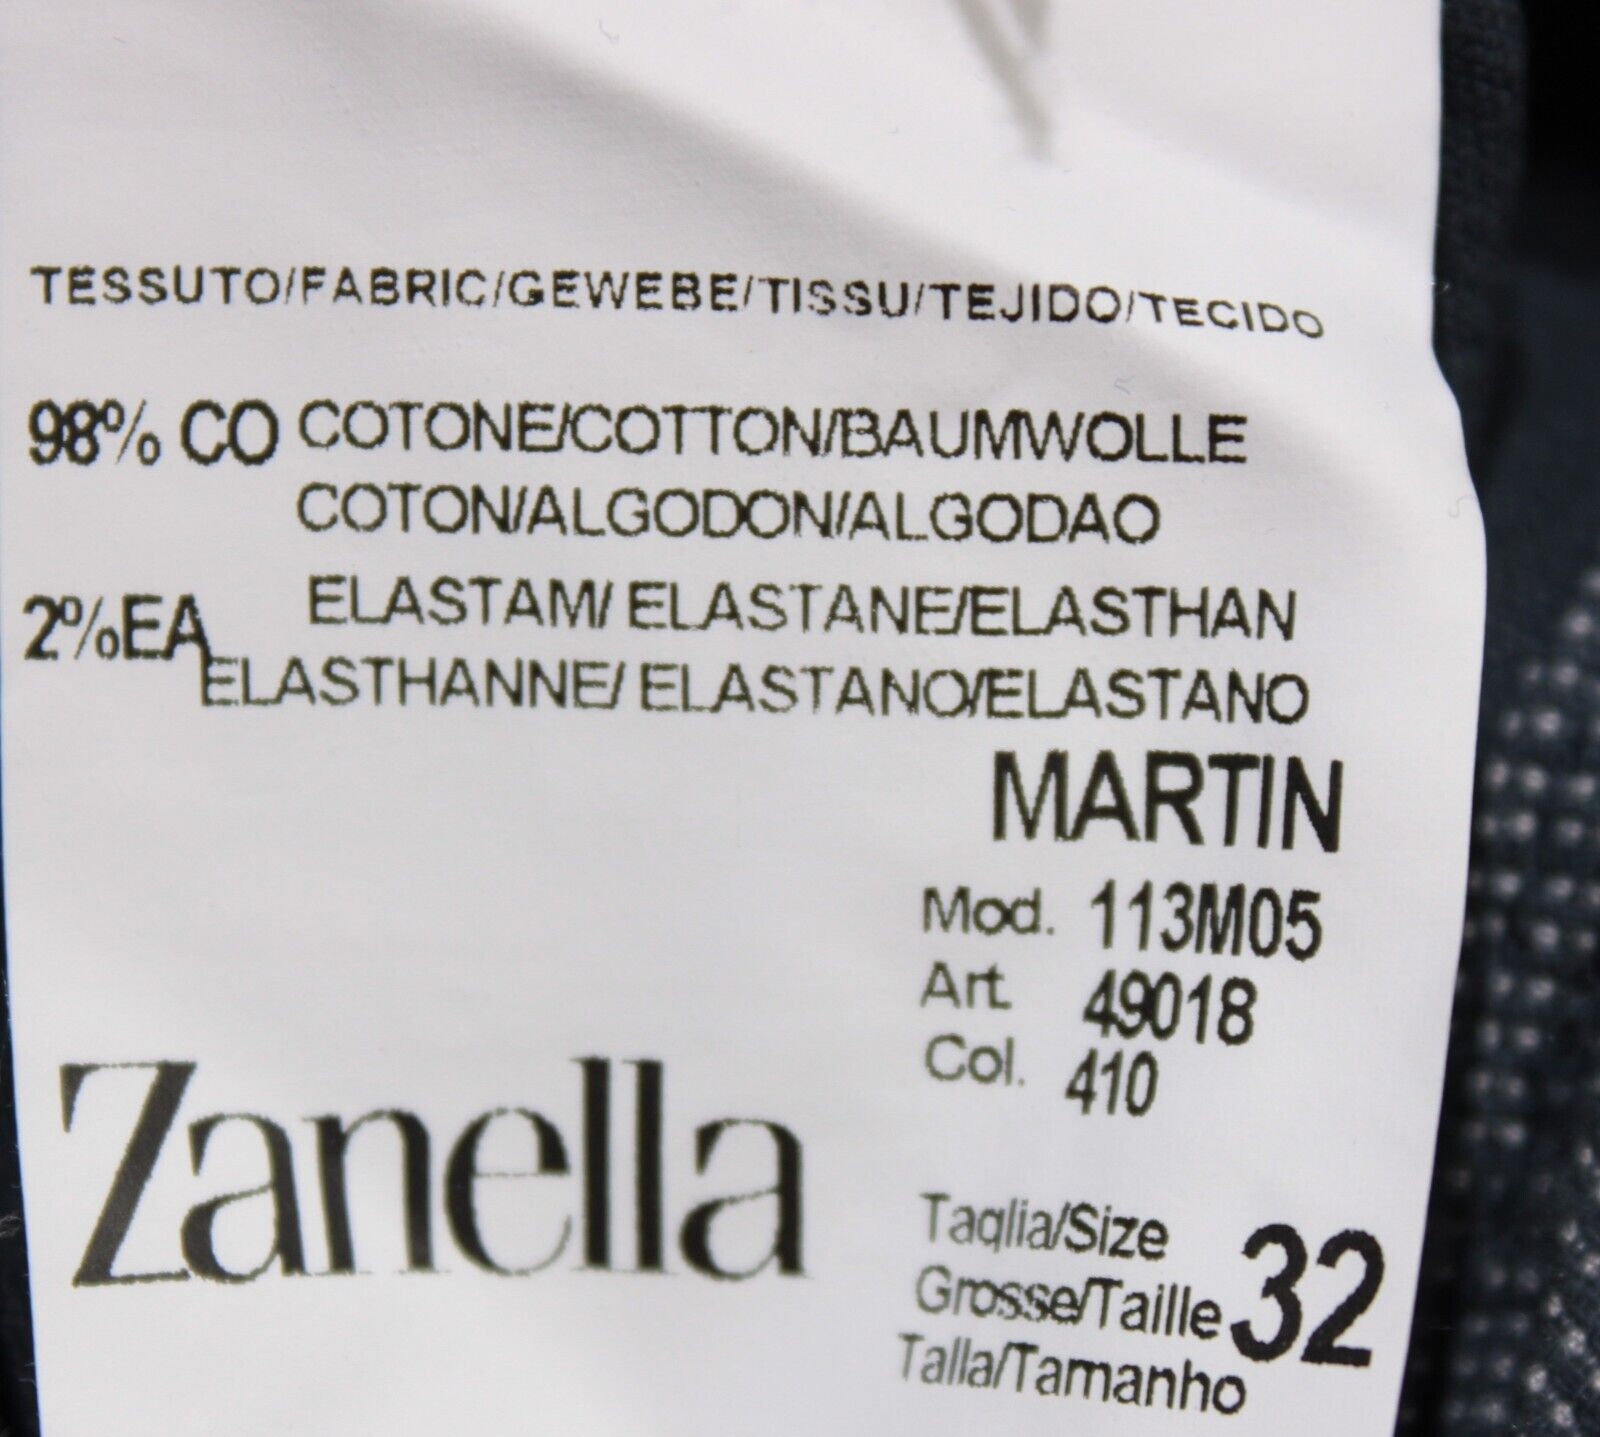 TESSUTO/FABRIC/GEWEBE/TISSU/TEJIDO/TECIDO
98% CO COTONE/COTTON/BAUMWOLLE
COTON/ALGODON/ALGODAO
2%EA ELASTAM/ ELASTANE/ELASTHAN
ELASTHANNE/ ELASTANO/ELASTANO
MARTIN
Mod. 113M05
Art. 49018
Col. 410
Zanella
Taglia/Size
Grosse/Taille 32
Talla/Tamanho